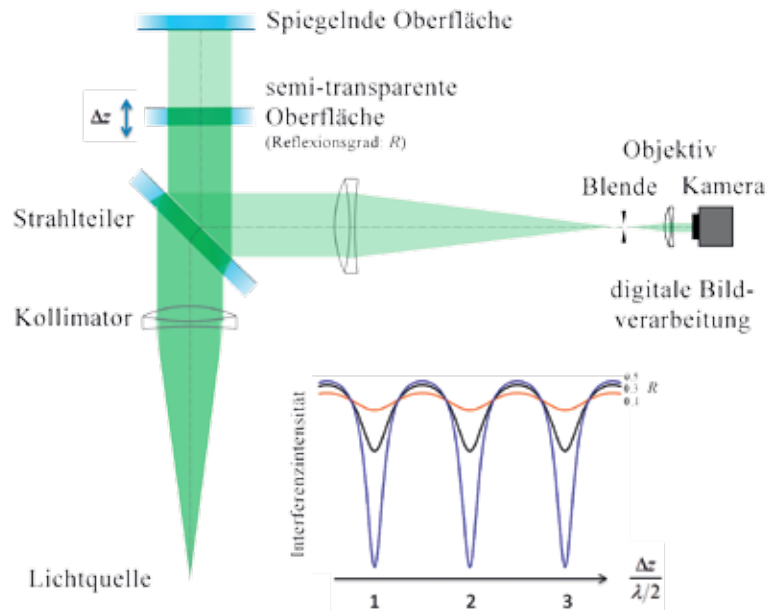 Spiegelnde Oberfläche
semi-transparente
Δz
Oberfläche
(Reflexionsgrad: R)
Objektiv
Blende
Kamera
Strahlteiler
Kollimator
digitale Bild-
verarbeitung
Interferenzintensität
0.5
0.3 R
0.1
Lichtquelle
1 2 3
Δz
λ/2